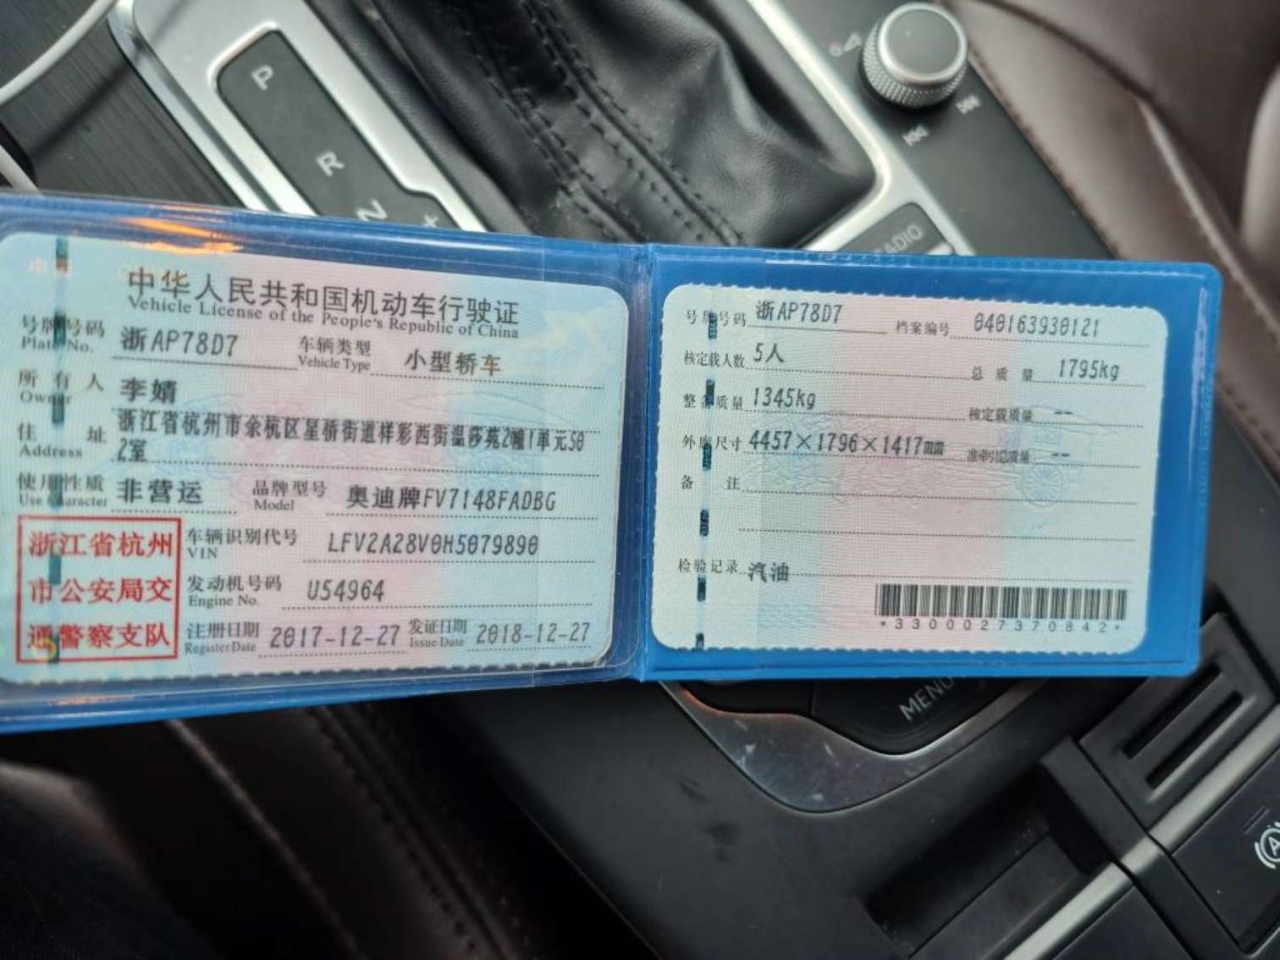 P
R
N
+
RADIO
MENU
中华人民共和国机动车行驶证
Vehicle License of the People's Republic of China
号牌号码 浙AP78D7 车辆类型 小型轿车
Plate No. Vehicle Type
所有人 李婧
Owner
住址 浙江省杭州市余杭区星桥街道样彩西街温莎苑2幢1单元50
Address 2室
使用性质 非营运 品牌型号 奥迪牌FV7148FADBG
Use Character Model
浙江省杭州
市公安局交
通警察支队
车辆识别代号 LFV2A28V0H5079890
VIN
发动机号码 U54964
Engine No.
注册日期 2017-12-27 发证日期 2018-12-27
Register Date Issue Date
号牌号码 浙AP78D7 档案编号 040163930121
核定载人数 5人 总质量 1795kg
整备质量 1345kg 核定载质量 --
外廓尺寸 4457×1796×1417mm 准牵引总质量 --
备注
检验记录 汽油
*3300027370842*